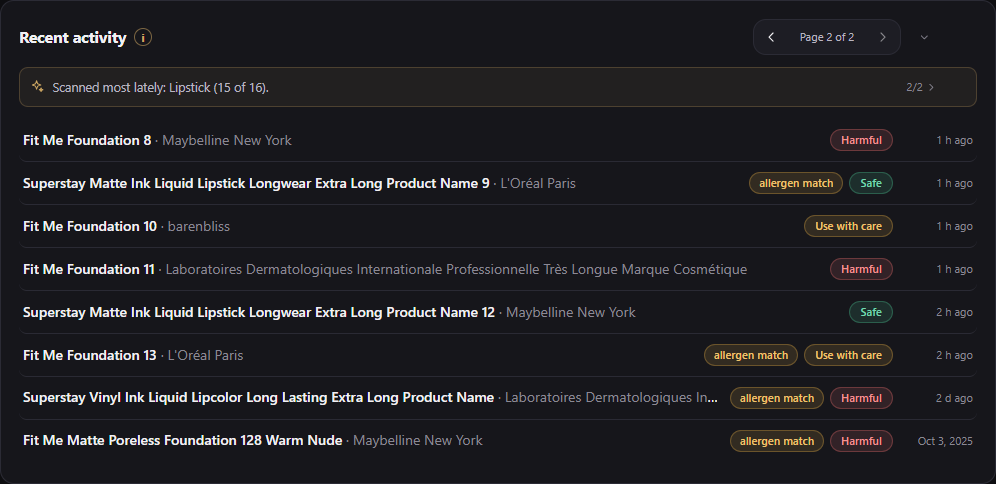 Recent activity i Page 2 of 2
Scanned most lately: Lipstick (15 of 16). 2/2
Fit Me Foundation 8 · Maybelline New York Harmful 1 h ago
Superstay Matte Ink Liquid Lipstick Longwear Extra Long Product Name 9 · L'Oréal Paris allergen match Safe 1 h ago
Fit Me Foundation 10 · barenbliss Use with care 1 h ago
Fit Me Foundation 11 · Laboratoires Dermatologiques Internationale Professionnelle Très Longue Marque Cosmétique Harmful 1 h ago
Superstay Matte Ink Liquid Lipstick Longwear Extra Long Product Name 12 · Maybelline New York Safe 2 h ago
Fit Me Foundation 13 · L'Oréal Paris allergen match Use with care 2 h ago
Superstay Vinyl Ink Liquid Lipcolor Long Lasting Extra Long Product Name · Laboratoires Dermatologiques In... allergen match Harmful 2 d ago
Fit Me Matte Poreless Foundation 128 Warm Nude · Maybelline New York allergen match Harmful Oct 3, 2025